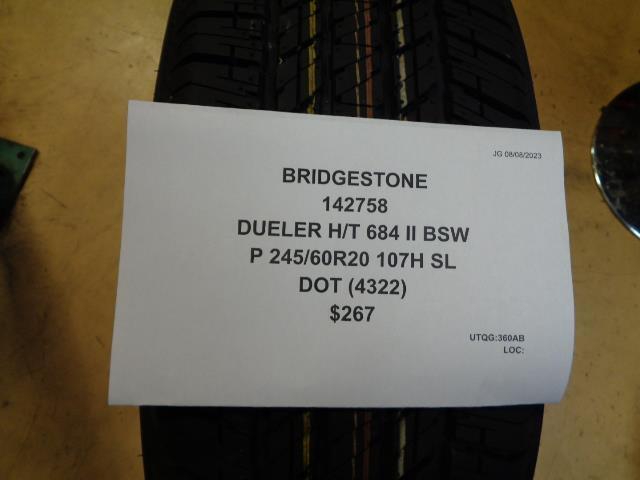 JG 08/08/2023
BRIDGESTONE
142758
DUELER H/T 684 II BSW
P 245/60R20 107H SL
DOT (4322)
$267
UTQG:360AB
LOC: